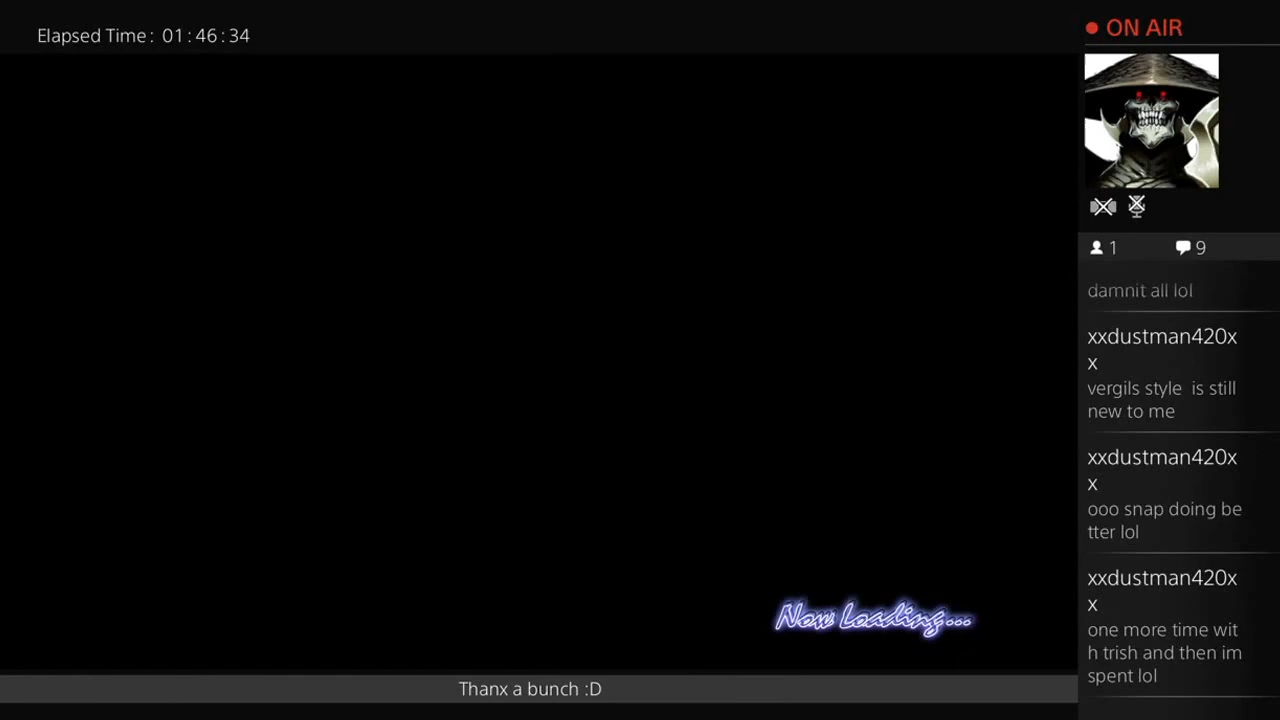 Elapsed Time: 01:46:34
ON AIR
1 9
damnit all lol
xxdustman420x
x
vergils style is still
new to me
xxdustman420x
x
ooo snap doing be
tter lol
xxdustman420x
x
one more time wit
h trish and then im
spent lol
Now Loading...
Thanx a bunch :D